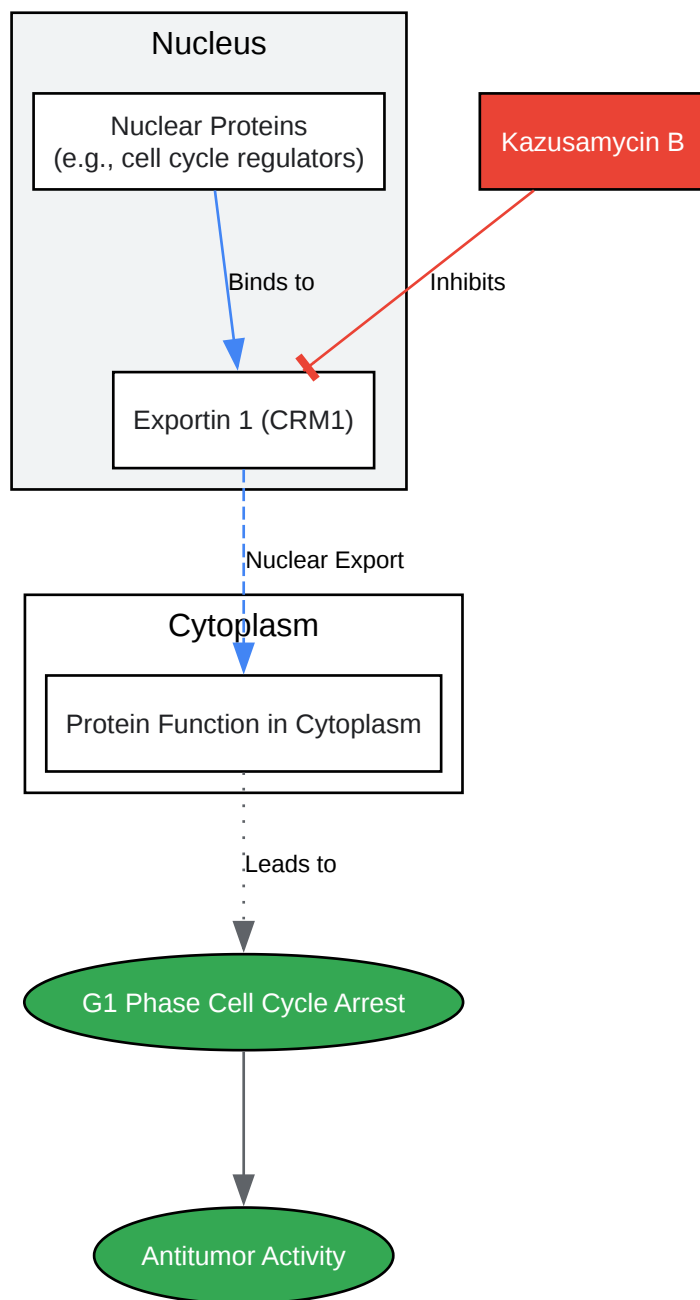 Nucleus
Nuclear Proteins
(e.g., cell cycle regulators)
Kazusamycin B
Binds to
Inhibits
Exportin 1 (CRM1)
Nuclear Export
Cytoplasm
Protein Function in Cytoplasm
Leads to
G1 Phase Cell Cycle Arrest
Antitumor Activity